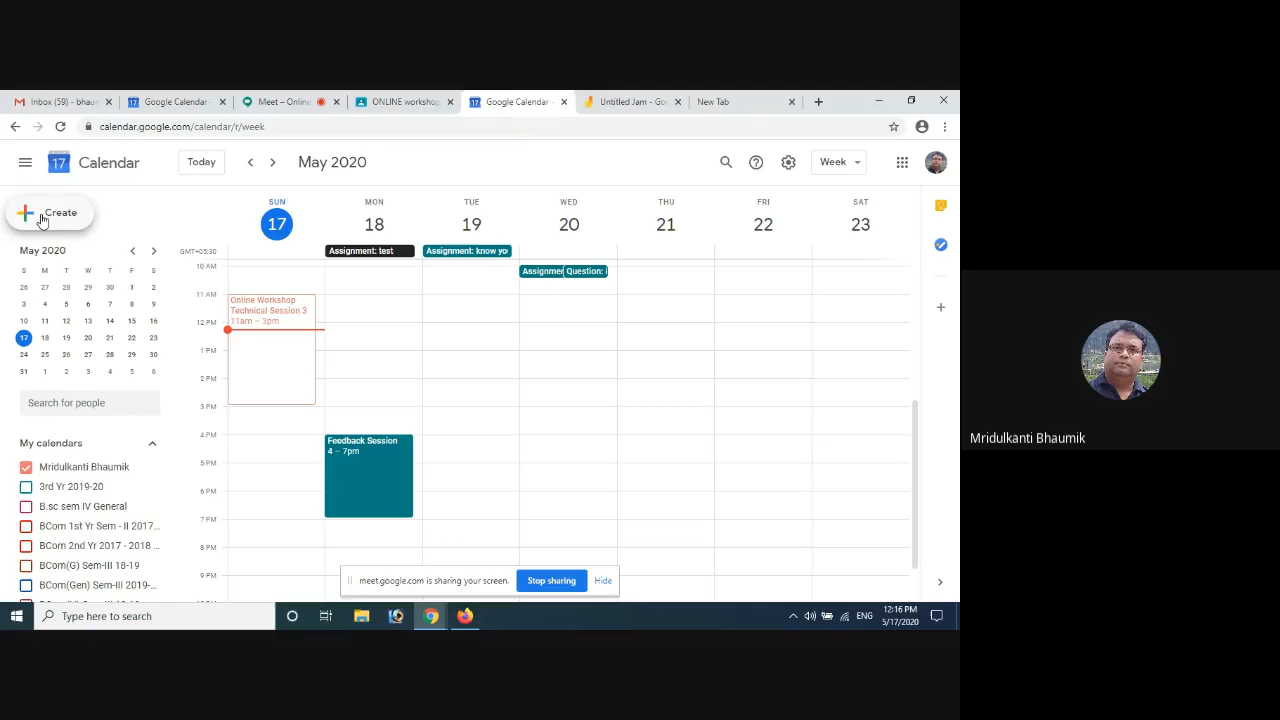 Inbox (59) - bhau
Google Calendar -
Meet – Online
ONLINE workshop
Google Calendar -
Untitled Jam - Go
New Tab
calendar.google.com/calendar/r/week
17
Calendar
Today
May 2020
Week
Create
SUN MON TUE WED THU FRI SAT
17 18 19 20 21 22 23
May 2020
S M T W T F S
26 27 28 29 30 1 2
3 4 5 6 7 8 9
10 11 12 13 14 15 16
17 18 19 20 21 22 23
24 25 26 27 28 29 30
31 1 2 3 4 5 6
GMT+05:30
Assignment: test
Assignment: know yo
Assignmen
Question: i
10 AM
11 AM
12 PM
1 PM
2 PM
3 PM
4 PM
5 PM
6 PM
7 PM
8 PM
9 PM
Online Workshop
Technical Session 3
11am – 3pm
Feedback Session
4 – 7pm
Search for people
My calendars
Mridulkanti Bhaumik
3rd Yr 2019-20
B.sc sem IV General
BCom 1st Yr Sem - II 2017...
BCom 2nd Yr 2017 - 2018 ...
BCom(G) Sem-III 18-19
BCom(Gen) Sem-III 2019-...
meet.google.com is sharing your screen.
Stop sharing
Hide
Type here to search
ENG
12:16 PM
5/17/2020
Mridulkanti Bhaumik